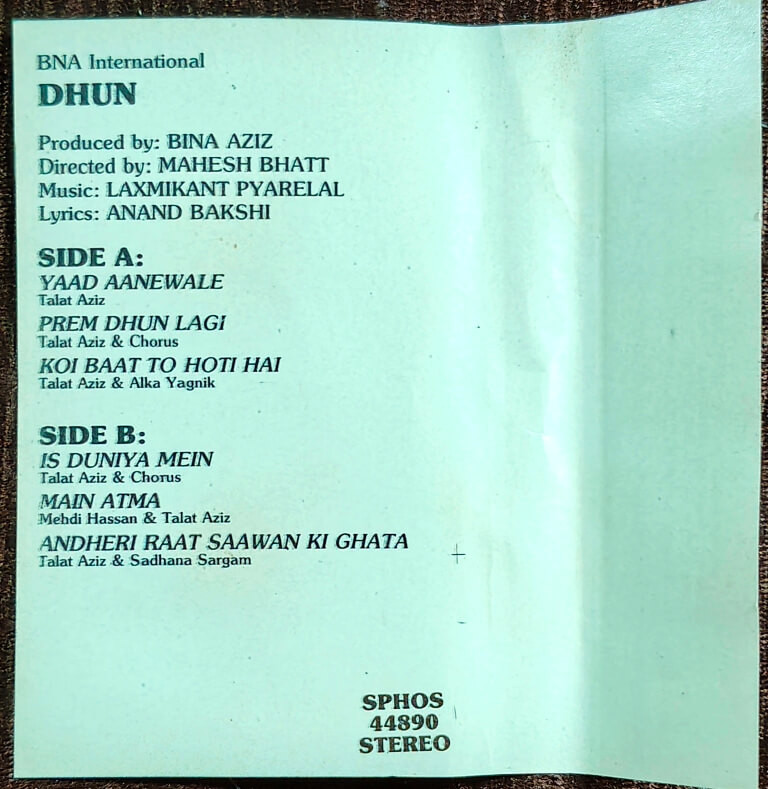 BNA International
DHUN
Produced by: BINA AZIZ
Directed by: MAHESH BHATT
Music: LAXMIKANT PYARELAL
Lyrics: ANAND BAKSHI
SIDE A:
YAAD AANEWALE
Talat Aziz
PREM DHUN LAGI
Talat Aziz & Chorus
KOI BAAT TO HOTI HAI
Talat Aziz & Alka Yagnik
SIDE B:
IS DUNIYA MEIN
Talat Aziz & Chorus
MAIN ATMA
Mehdi Hassan & Talat Aziz
ANDHERI RAAT SAAWAN KI GHATA
Talat Aziz & Sadhana Sargam
SPHOS
44890
STEREO